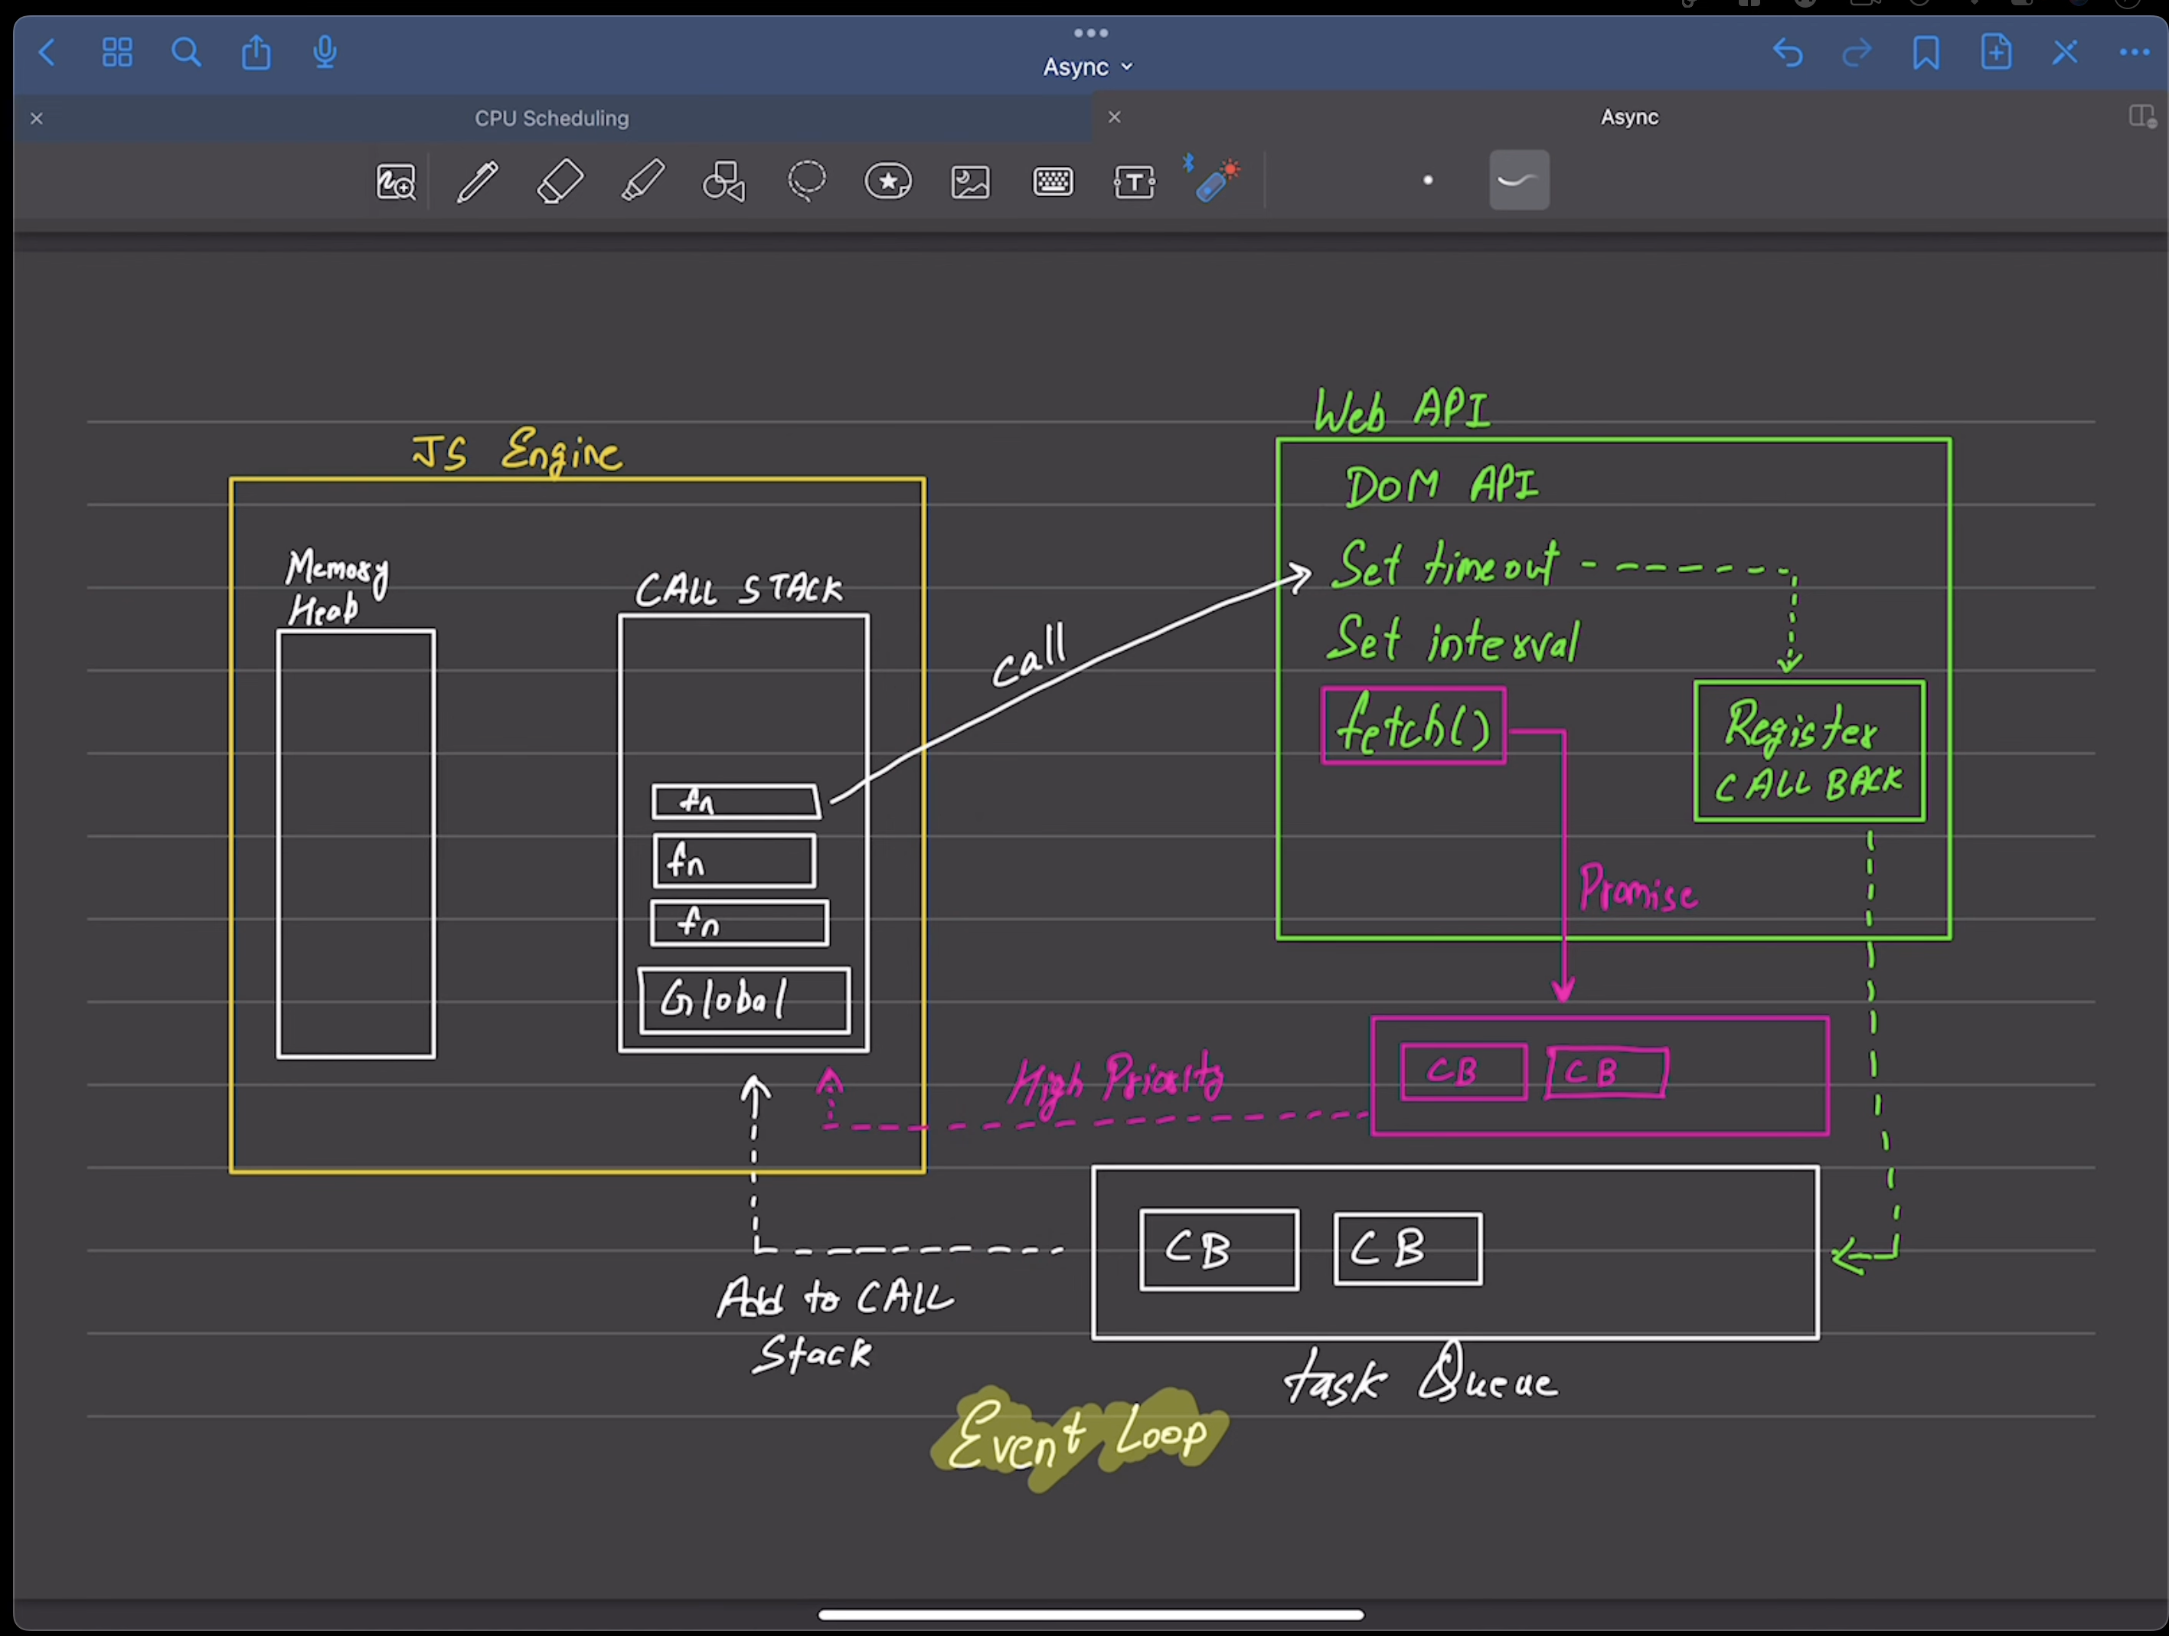 Async
CPU Scheduling
Async
T
Web API
JS Engine
DOM API
Set timeout
Memory
Heap
CALL STACK
call
Set interval
fetch()
Register
CALL BACK
fn
fn
fn
Promise
Global
High Priority
CB CB
CB CB
Add to CALL
Stack
task Queue
Event Loop